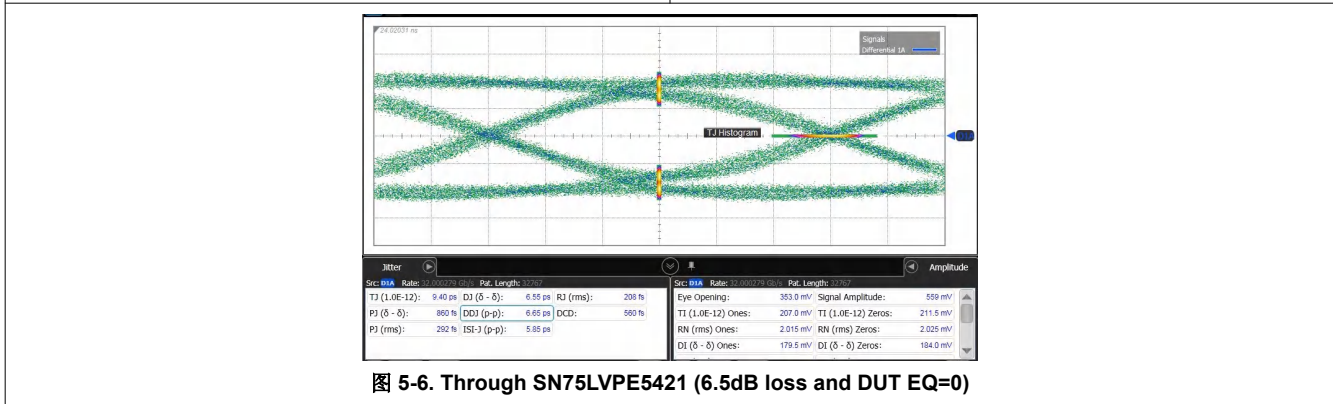 24.02031 ns
Signals
Differential 1A
TJ Histogram
Jitter
Amplitude
Src: D1A Rate: 32.000279 Gb/s Pat. Length: 32767
TJ (1.0E-12): 9.40 ps DJ (δ - δ): 6.55 ps RJ (rms): 208 fs
PJ (δ - δ): 860 fs DDJ (p-p): 6.65 ps DCD: 560 fs
PJ (rms): 292 fs ISI-J (p-p): 5.85 ps
Src: D1A Rate: 32.000279 Gb/s Pat. Length: 32767
Eye Opening: 353.0 mV Signal Amplitude: 559 mV
TI (1.0E-12) Ones: 207.0 mV TI (1.0E-12) Zeros: 211.5 mV
RN (rms) Ones: 2.015 mV RN (rms) Zeros: 2.025 mV
DI (δ - δ) Ones: 179.5 mV DI (δ - δ) Zeros: 184.0 mV
图 5-6. Through SN75LVPE5421 (6.5dB loss and DUT EQ=0)